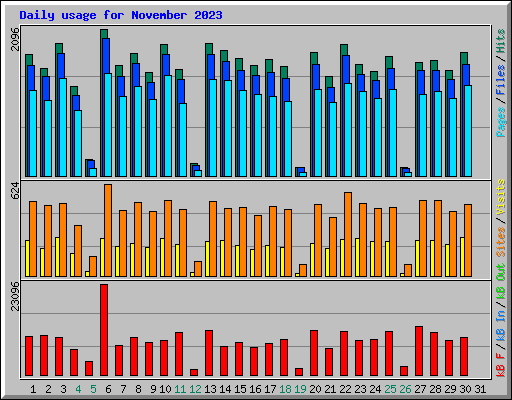 Daily usage for November 2023
2096
Pages / Files / Hits
624
Sites / Visits
23096
kB F / kB In / kB Out
1 2 3 4 5 6 7 8 9 10 11 12 13 14 15 16 17 18 19 20 21 22 23 24 25 26 27 28 29 30 31